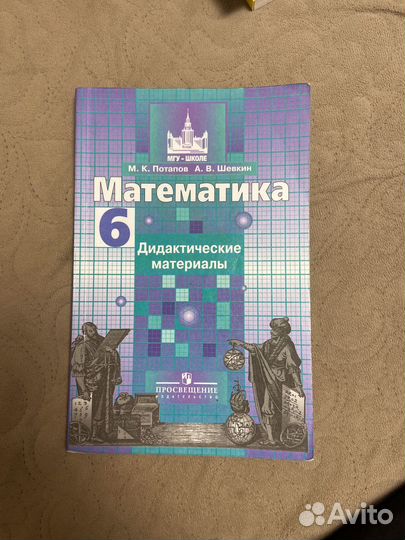 МГУ - ШКОЛЕ
М. К. Потапов А. В. Шевкин
Математика
6
Дидактические
материалы
ПРОСВЕЩЕНИЕ
ИЗДАТЕЛЬСТВО
Avito